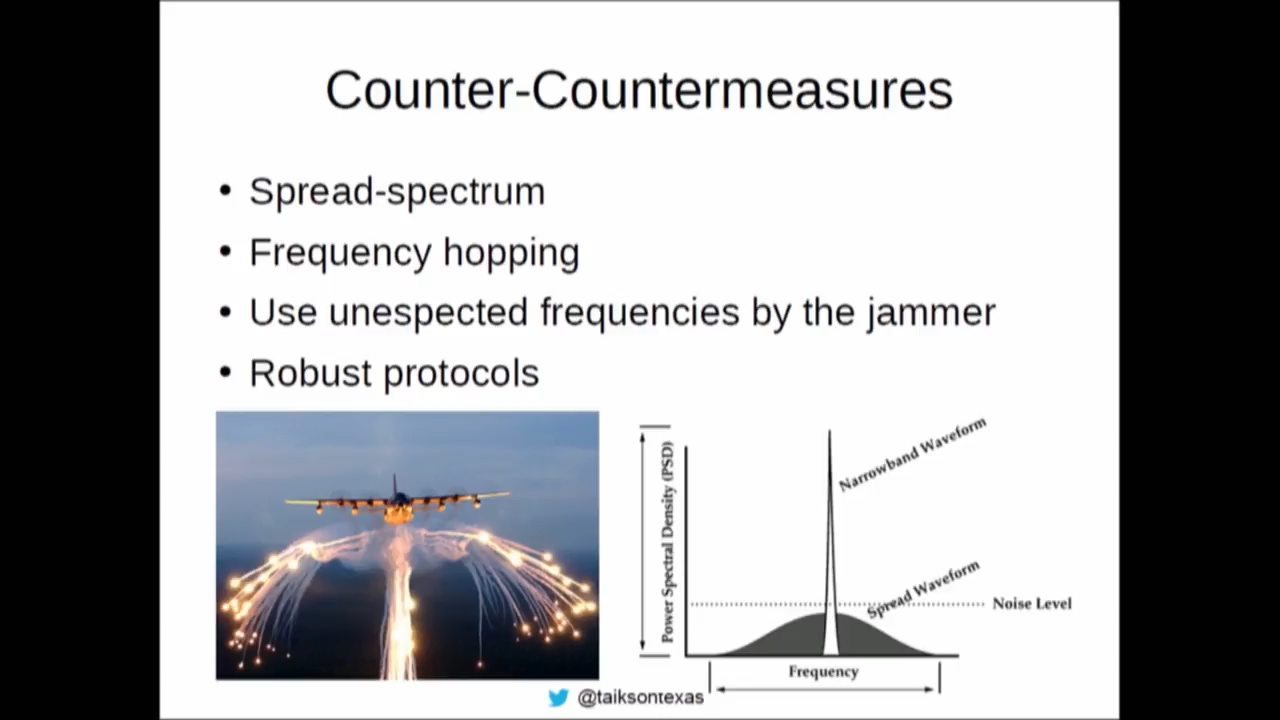 Counter-Countermeasures
• Spread-spectrum
• Frequency hopping
• Use unespected frequencies by the jammer
• Robust protocols
Power Spectral Density (PSD)
Narrowband Waveform
Spread Waveform
Noise Level
Frequency
@taiksontexas